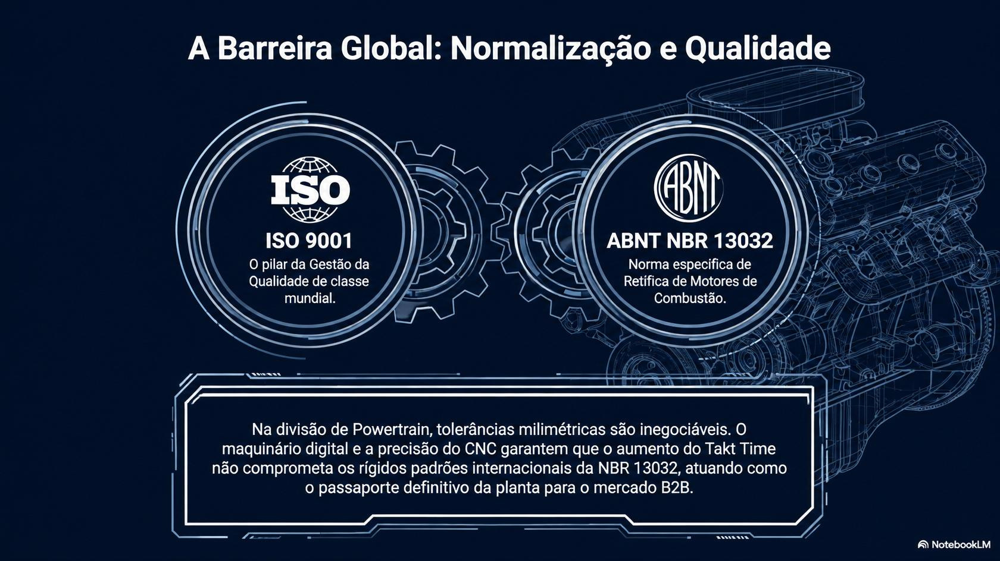 A Barreira Global: Normalização e Qualidade
ISO
ISO 9001
O pilar da Gestão da
Qualidade de classe
mundial.
ABNT
ABNT NBR 13032
Norma especifica de
Retífica de Motores de
Combustão.
Na divisão de Powertrain, tolerâncias milimétricas são inegociáveis. O
maquinário digital e a precisão do CNC garantem que o aumento do Takt Time
não comprometa os rígidos padrões internacionais da NBR 13032, atuando como
o passaporte definitivo da planta para o mercado B2B.
NotebookLM